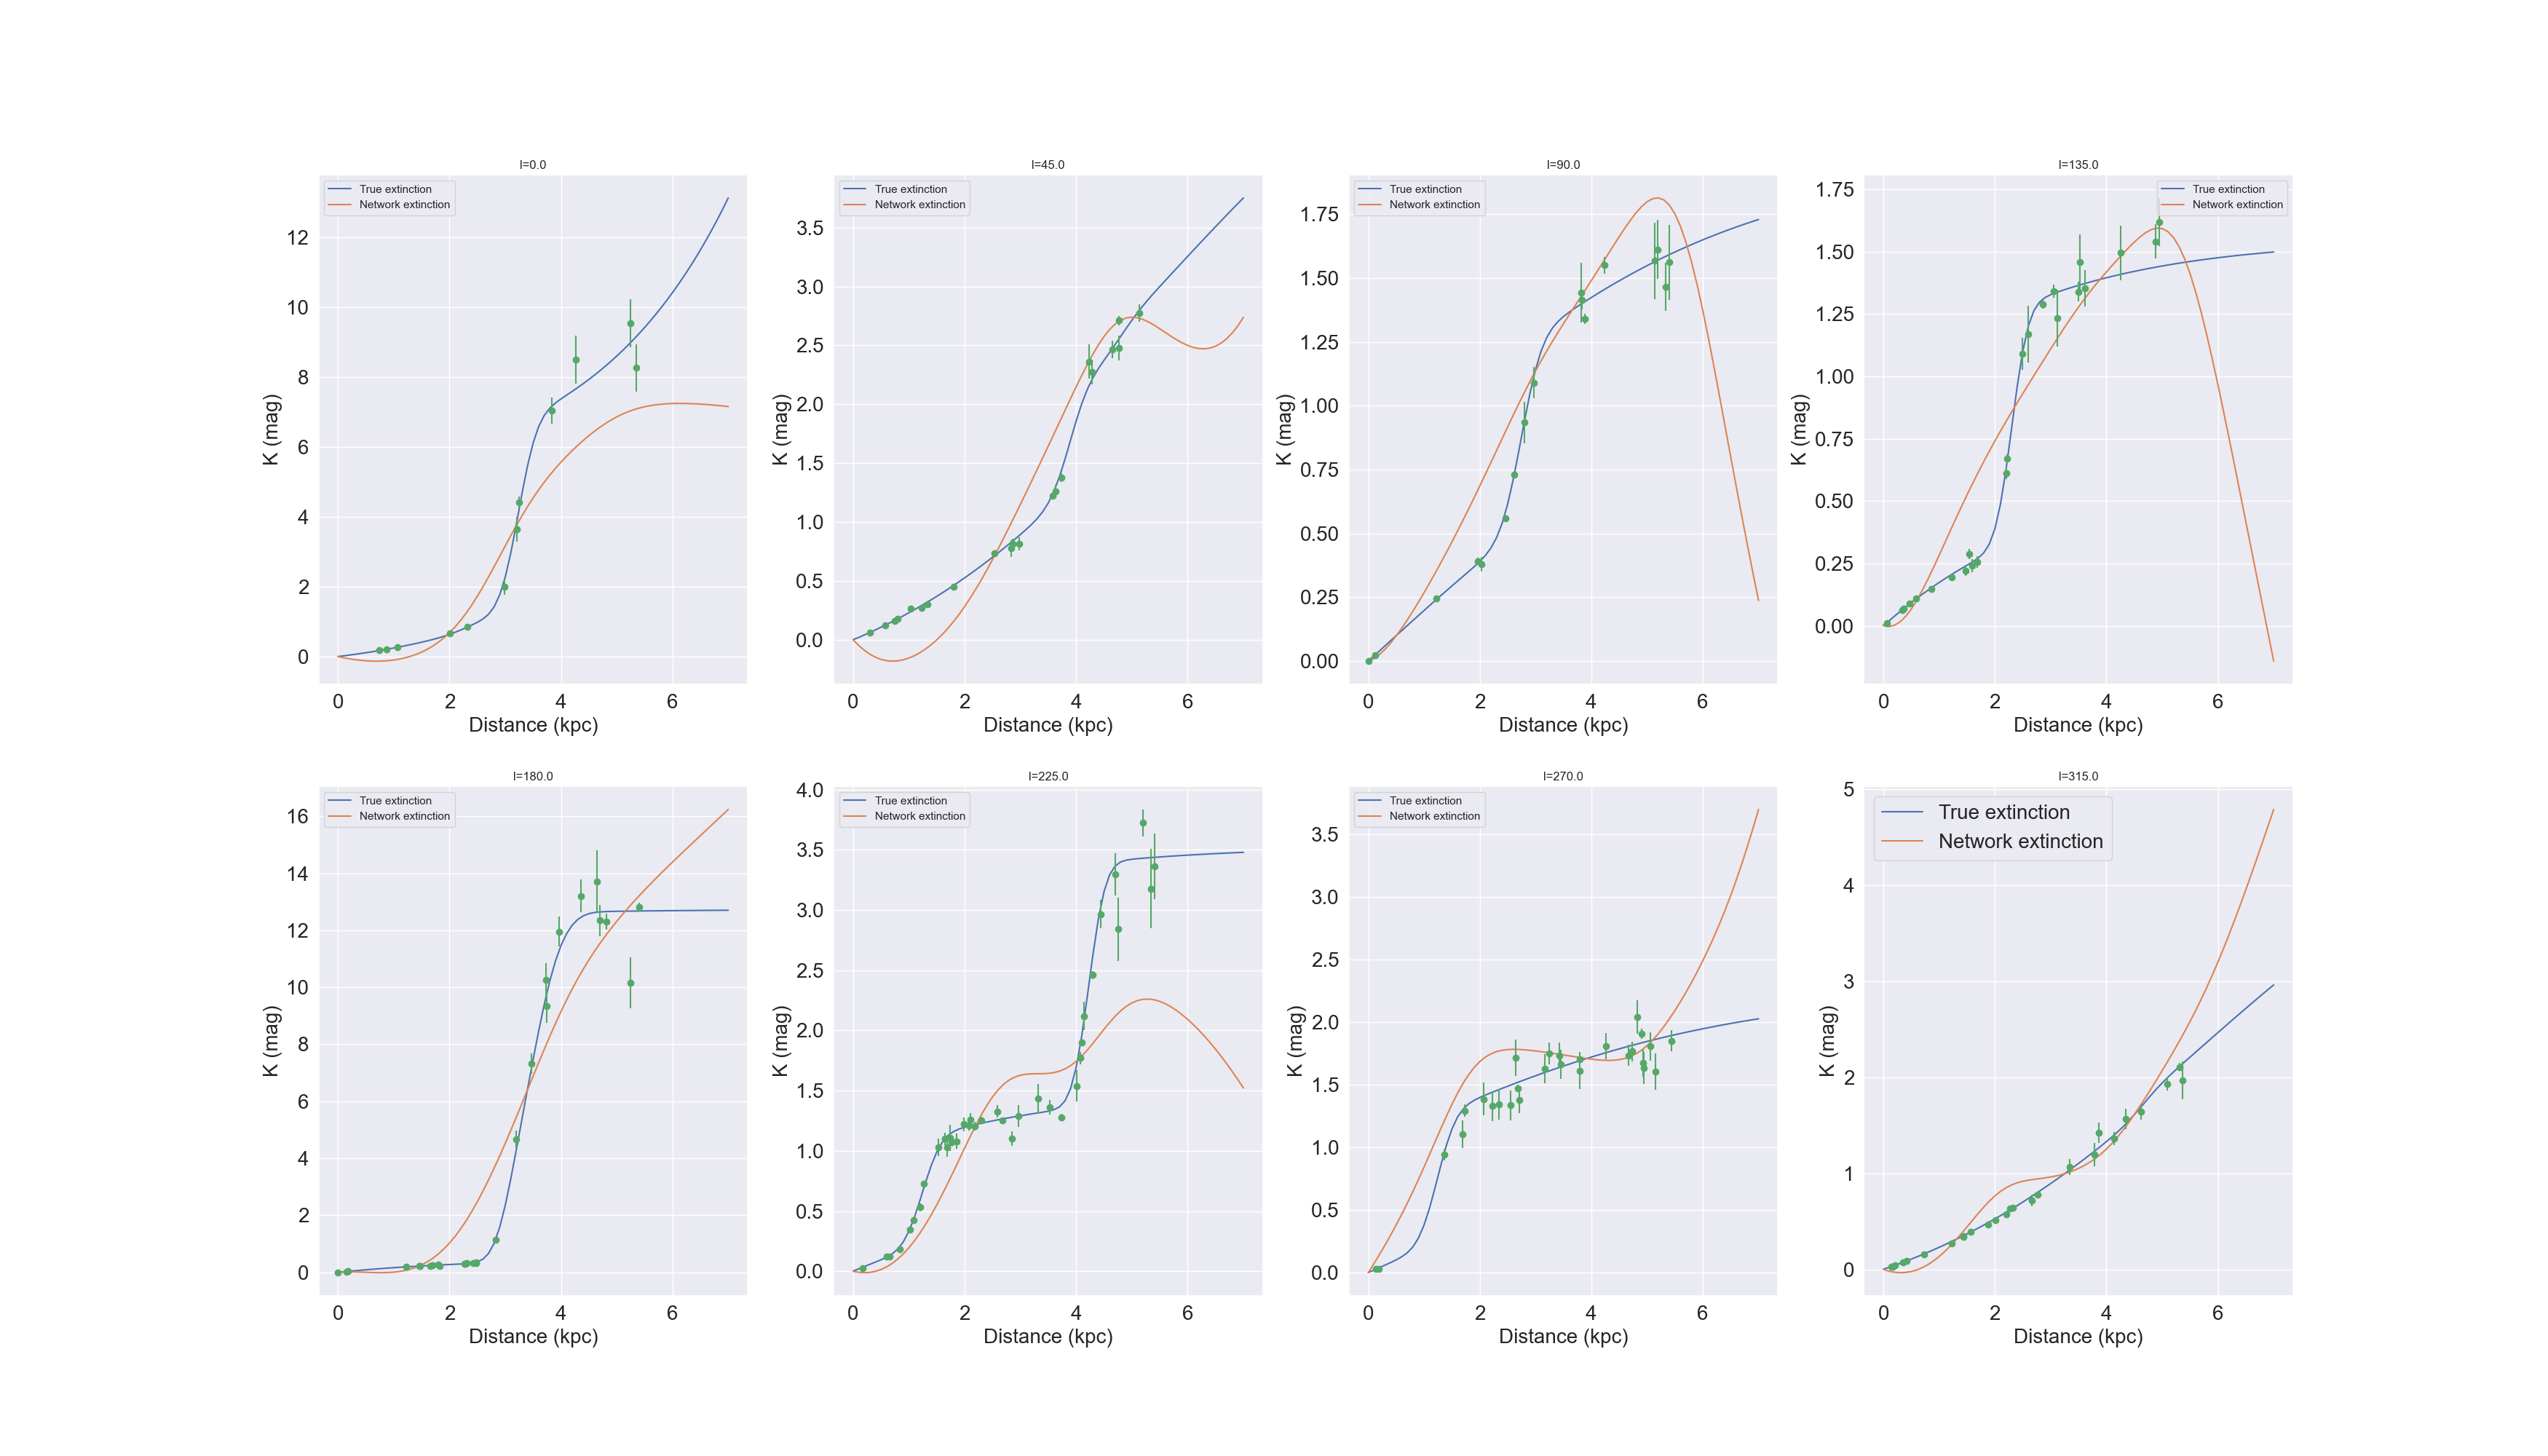 l=0.0
True extinction
Network extinction
12
10
8
6
4
2
0
K (mag)
0 2 4 6
Distance (kpc)
l=45.0
True extinction
Network extinction
3.5
3.0
2.5
2.0
1.5
1.0
0.5
0.0
K (mag)
0 2 4 6
Distance (kpc)
l=90.0
True extinction
Network extinction
1.75
1.50
1.25
1.00
0.75
0.50
0.25
0.00
K (mag)
0 2 4 6
Distance (kpc)
l=135.0
True extinction
Network extinction
1.75
1.50
1.25
1.00
0.75
0.50
0.25
0.00
K (mag)
0 2 4 6
Distance (kpc)
l=180.0
True extinction
Network extinction
16
14
12
10
8
6
4
2
0
K (mag)
0 2 4 6
Distance (kpc)
l=225.0
True extinction
Network extinction
4.0
3.5
3.0
2.5
2.0
1.5
1.0
0.5
0.0
K (mag)
0 2 4 6
Distance (kpc)
l=270.0
True extinction
Network extinction
3.5
3.0
2.5
2.0
1.5
1.0
0.5
0.0
K (mag)
0 2 4 6
Distance (kpc)
l=315.0
True extinction
Network extinction
5
4
3
2
1
0
K (mag)
0 2 4 6
Distance (kpc)